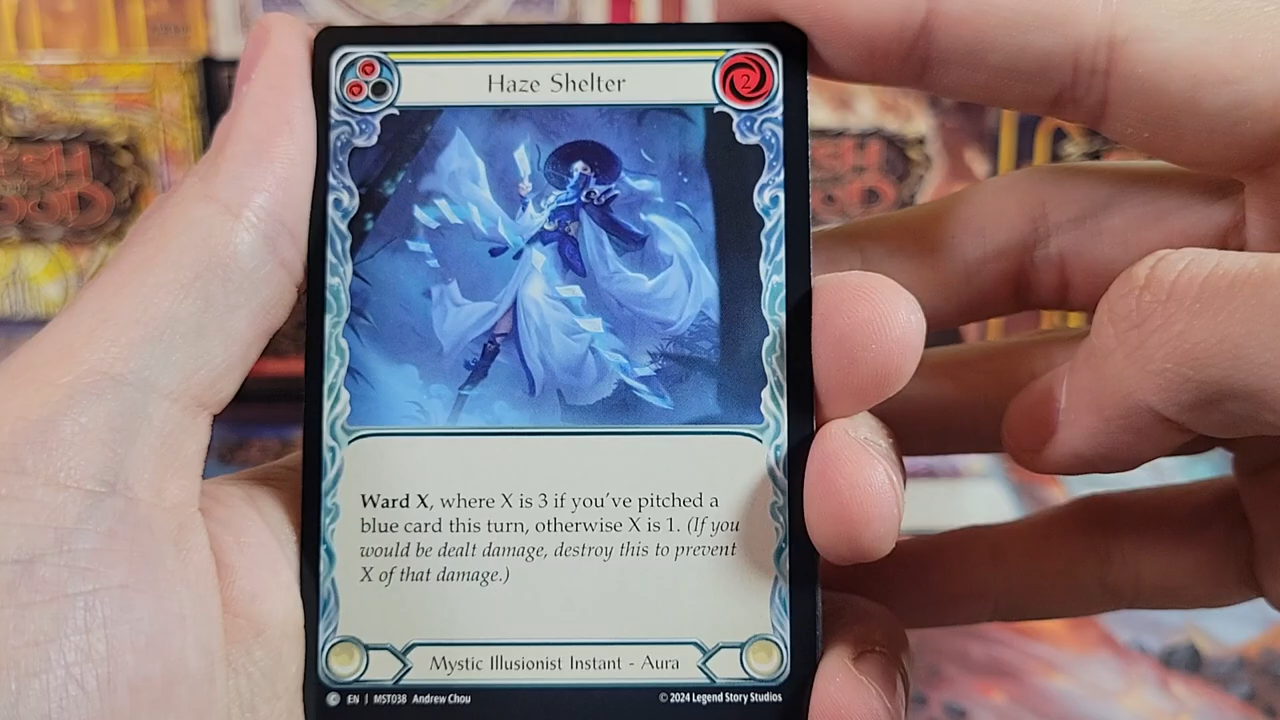 Haze Shelter
2
Ward X, where X is 3 if you've pitched a
blue card this turn, otherwise X is 1. (If you
would be dealt damage, destroy this to prevent
X of that damage.)
Mystic Illusionist Instant - Aura
C EN | MST038 Andrew Chou
© 2024 Legend Story Studios